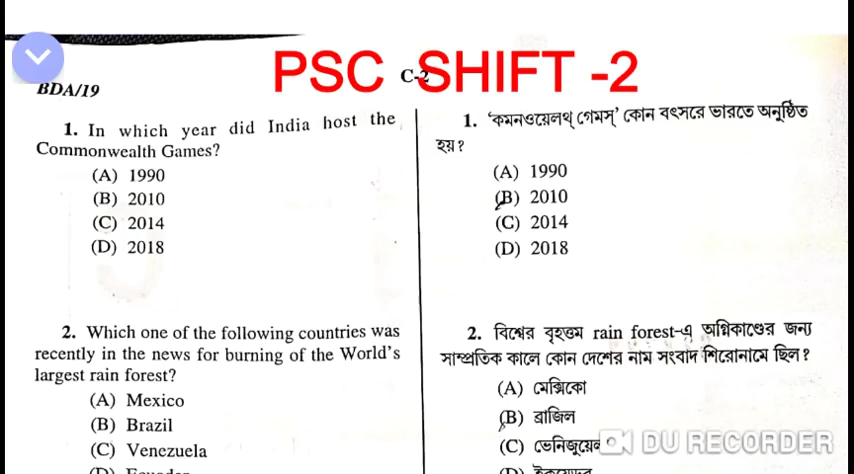 PSC SHIFT -2
C-2
BDA/19
1. In which year did India host the
Commonwealth Games?
(A) 1990
(B) 2010
(C) 2014
(D) 2018
2. Which one of the following countries was
recently in the news for burning of the World's
largest rain forest?
(A) Mexico
(B) Brazil
(C) Venezuela
(D) Ecuador
1. ‘কমনওয়েলথ্ গেমস্’ কোন বৎসরে ভারতে অনুষ্ঠিত
হয়?
(A) 1990
(B) 2010
(C) 2014
(D) 2018
2. বিশ্বের বৃহত্তম rain forest-এ অগ্নিকাণ্ডের জন্য
সাম্প্রতিক কালে কোন দেশের নাম সংবাদ শিরোনামে ছিল?
(A) মেক্সিকো
(B) ব্রাজিল
(C)
(D)
DU RECORDER